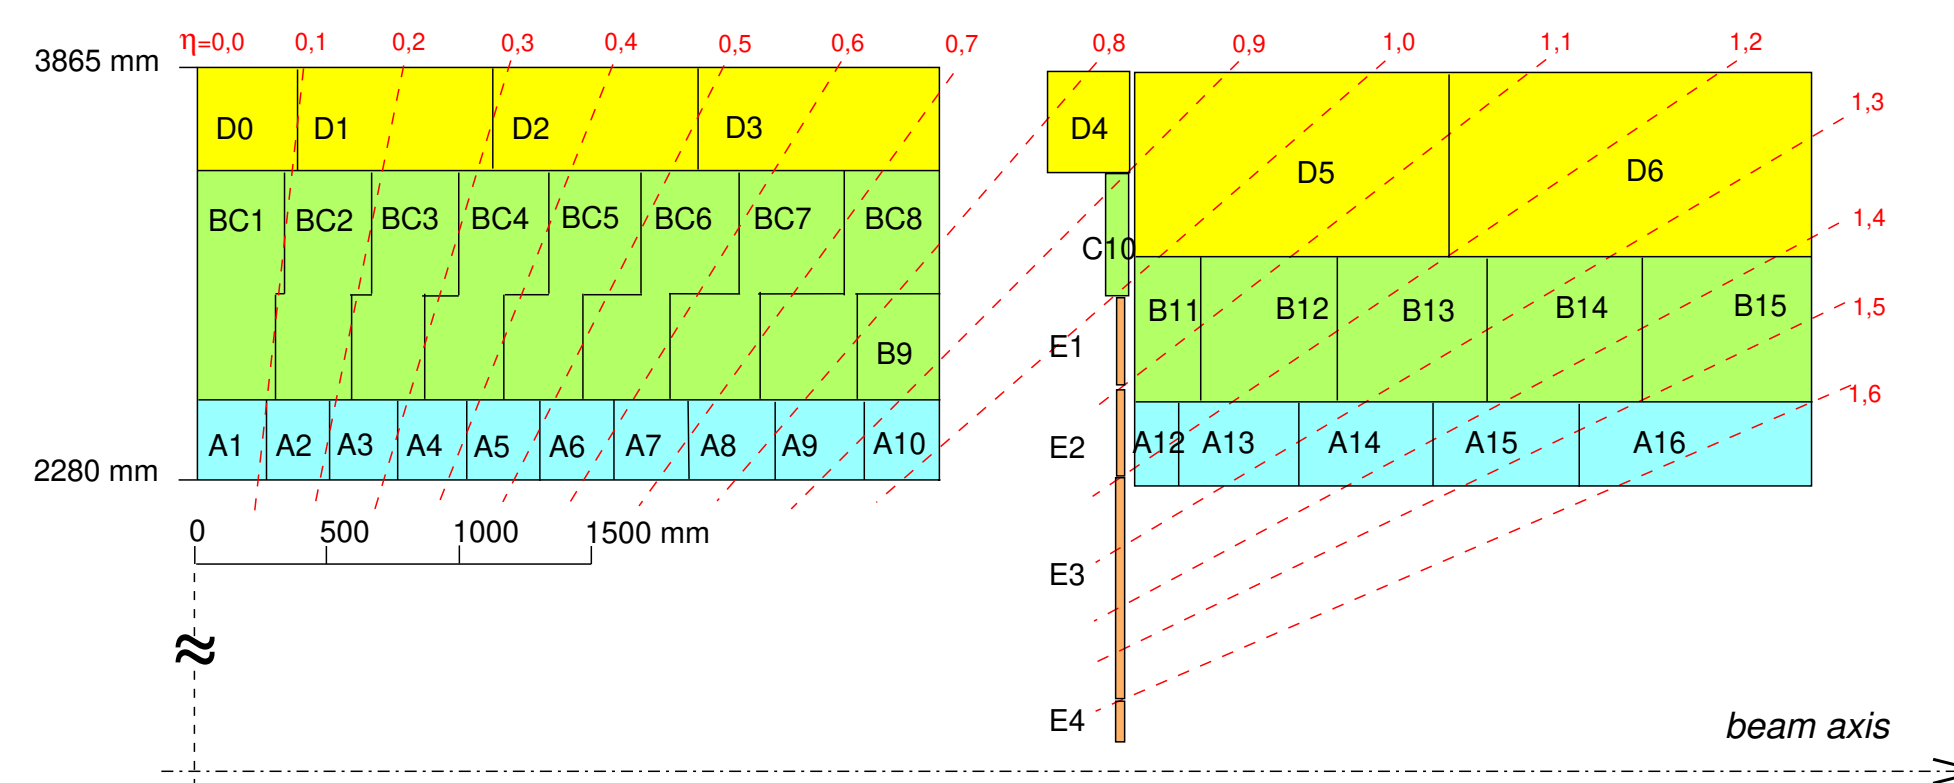 η=0,0 0,1 0,2 0,3 0,4 0,5 0,6 0,7 0,8 0,9 1,0 1,1 1,2
3865 mm
1,3
D0 D1 D2 D3 D4 D5 D6
BC1 BC2 BC3 BC4 BC5 BC6 BC7 BC8 1,4
C10
B11 B12 B13 B14 B15 1,5
B9 E1
1,6
A1 A2 A3 A4 A5 A6 A7 A8 A9 A10 E2 A12 A13 A14 A15 A16
2280 mm
0 500 1000 1500 mm
E3
E4
beam axis